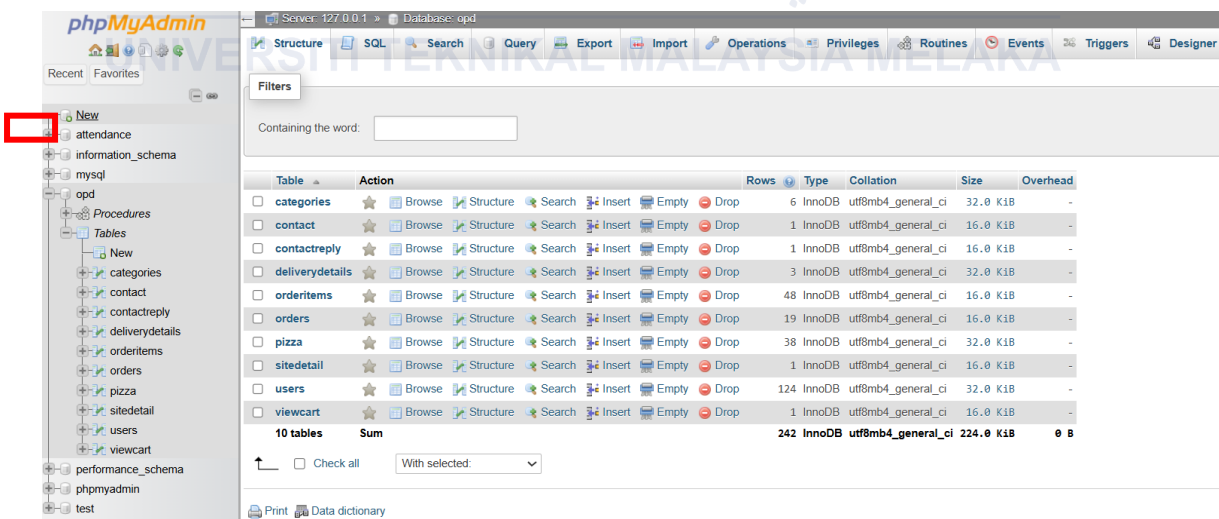 phpMyAdmin
Recent Favorites
New
attendance
information_schema
mysql
opd
Procedures
Tables
New
categories
contact
contactreply
deliverydetails
orderitems
orders
pizza
sitedetail
users
viewcart
performance_schema
phpmyadmin
test
Server: 127.0.0.1 » Database: opd
Structure SQL Search Query Export Import Operations Privileges Routines Events Triggers Designer
UNIVERSITI TEKNIKAL MALAYSIA MELAKA
Filters
Containing the word:
Table Action Rows Type Collation Size Overhead
categories Browse Structure Search Insert Empty Drop 6 InnoDB utf8mb4_general_ci 32.0 KiB -
contact Browse Structure Search Insert Empty Drop 1 InnoDB utf8mb4_general_ci 16.0 KiB -
contactreply Browse Structure Search Insert Empty Drop 1 InnoDB utf8mb4_general_ci 16.0 KiB -
deliverydetails Browse Structure Search Insert Empty Drop 3 InnoDB utf8mb4_general_ci 32.0 KiB -
orderitems Browse Structure Search Insert Empty Drop 48 InnoDB utf8mb4_general_ci 16.0 KiB -
orders Browse Structure Search Insert Empty Drop 19 InnoDB utf8mb4_general_ci 16.0 KiB -
pizza Browse Structure Search Insert Empty Drop 38 InnoDB utf8mb4_general_ci 32.0 KiB -
sitedetail Browse Structure Search Insert Empty Drop 1 InnoDB utf8mb4_general_ci 16.0 KiB -
users Browse Structure Search Insert Empty Drop 124 InnoDB utf8mb4_general_ci 32.0 KiB -
viewcart Browse Structure Search Insert Empty Drop 1 InnoDB utf8mb4_general_ci 16.0 KiB -
10 tables Sum 242 InnoDB utf8mb4_general_ci 224.0 KiB 0 B
Check all With selected:
Print Data dictionary